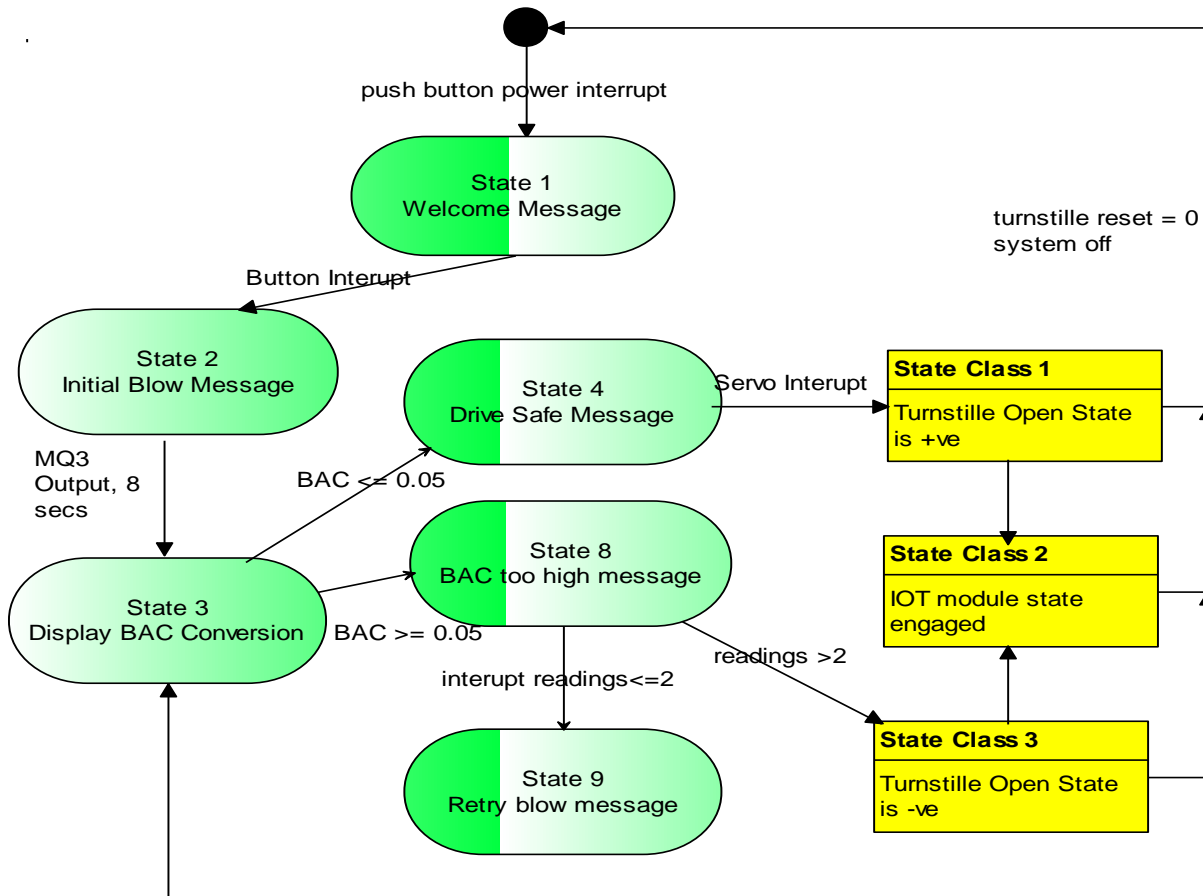 push button power interrupt
State 1
Welcome Message
turnstille reset = 0
system off
Button Interupt
State 2
Initial Blow Message
State 4
Drive Safe Message
Servo Interupt
State Class 1
Turnstille Open State
is +ve
MQ3
Output, 8
secs
BAC <= 0.05
State 8
BAC too high message
State Class 2
IOT module state
engaged
State 3
Display BAC Conversion
BAC >= 0.05
readings >2
interupt readings<=2
State Class 3
Turnstille Open State
is -ve
State 9
Retry blow message